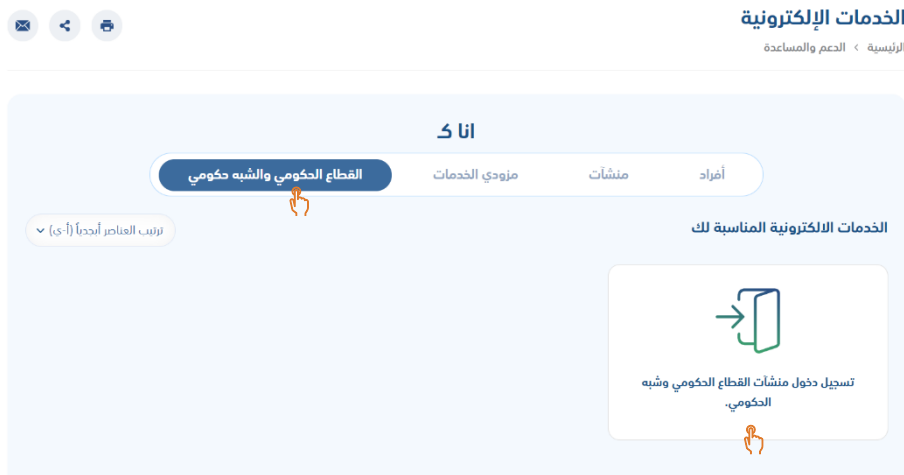 الخدمات الإلكترونية
الرئيسية > الدعم والمساعدة
انا كـ
أفراد
منشآت
مزودي الخدمات
القطاع الحكومي والشبه حكومي
الخدمات الالكترونية المناسبة لك
ترتيب العناصر أبجدياً (أ-ي)
تسجيل دخول منشآت القطاع الحكومي وشبه
الحكومي.